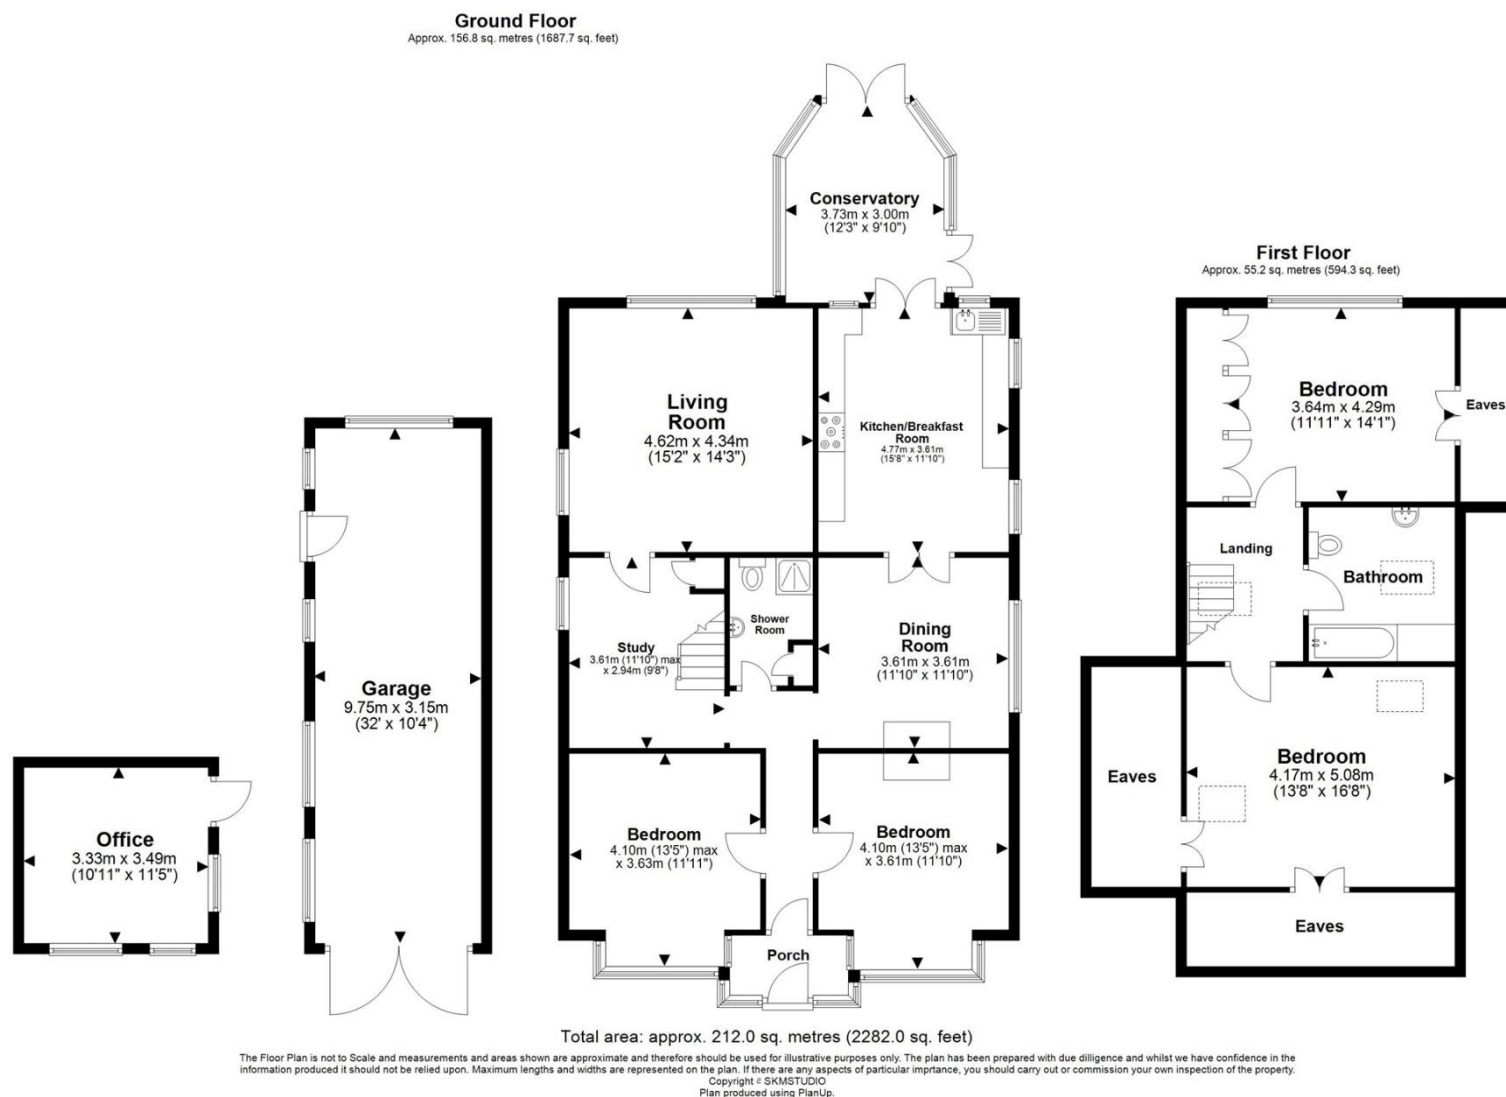 Ground Floor
Approx. 156.8 sq. metres (1687.7 sq. feet)
Conservatory
3.73m x 3.00m
(12'3" x 9'10")
First Floor
Approx. 55.2 sq. metres (594.3 sq. feet)
Living
Room
4.62m x 4.34m
(15'2" x 14'3")
Kitchen/Breakfast
Room
4.77m x 3.61m
(15'8" x 11'10")
Bedroom
3.64m x 4.29m
(11'11" x 14'1")
Eaves
Landing
Bathroom
Shower
Room
Study
3.61m (11'10") max
x 2.94m (9'8")
Dining
Room
3.61m x 3.61m
(11'10" x 11'10")
Garage
9.75m x 3.15m
(32' x 10'4")
Eaves
Bedroom
4.17m x 5.08m
(13'8" x 16'8")
Office
3.33m x 3.49m
(10'11" x 11'5")
Bedroom
4.10m (13'5") max
x 3.63m (11'11")
Bedroom
4.10m (13'5") max
x 3.61m (11'10")
Eaves
Porch
Total area: approx. 212.0 sq. metres (2282.0 sq. feet)
The Floor Plan is not to Scale and measurements and areas shown are approximate and therefore should be used for illustrative purposes only. The plan has been prepared with due dilligence and whilst we have confidence in the
information produced it should not be relied upon. Maximum lengths and widths are represented on the plan. If there are any aspects of particular imprtance, you should carry out or commission your own inspection of the property.
Copyright SKMSTUDIO
Plan produced using PlanUp.